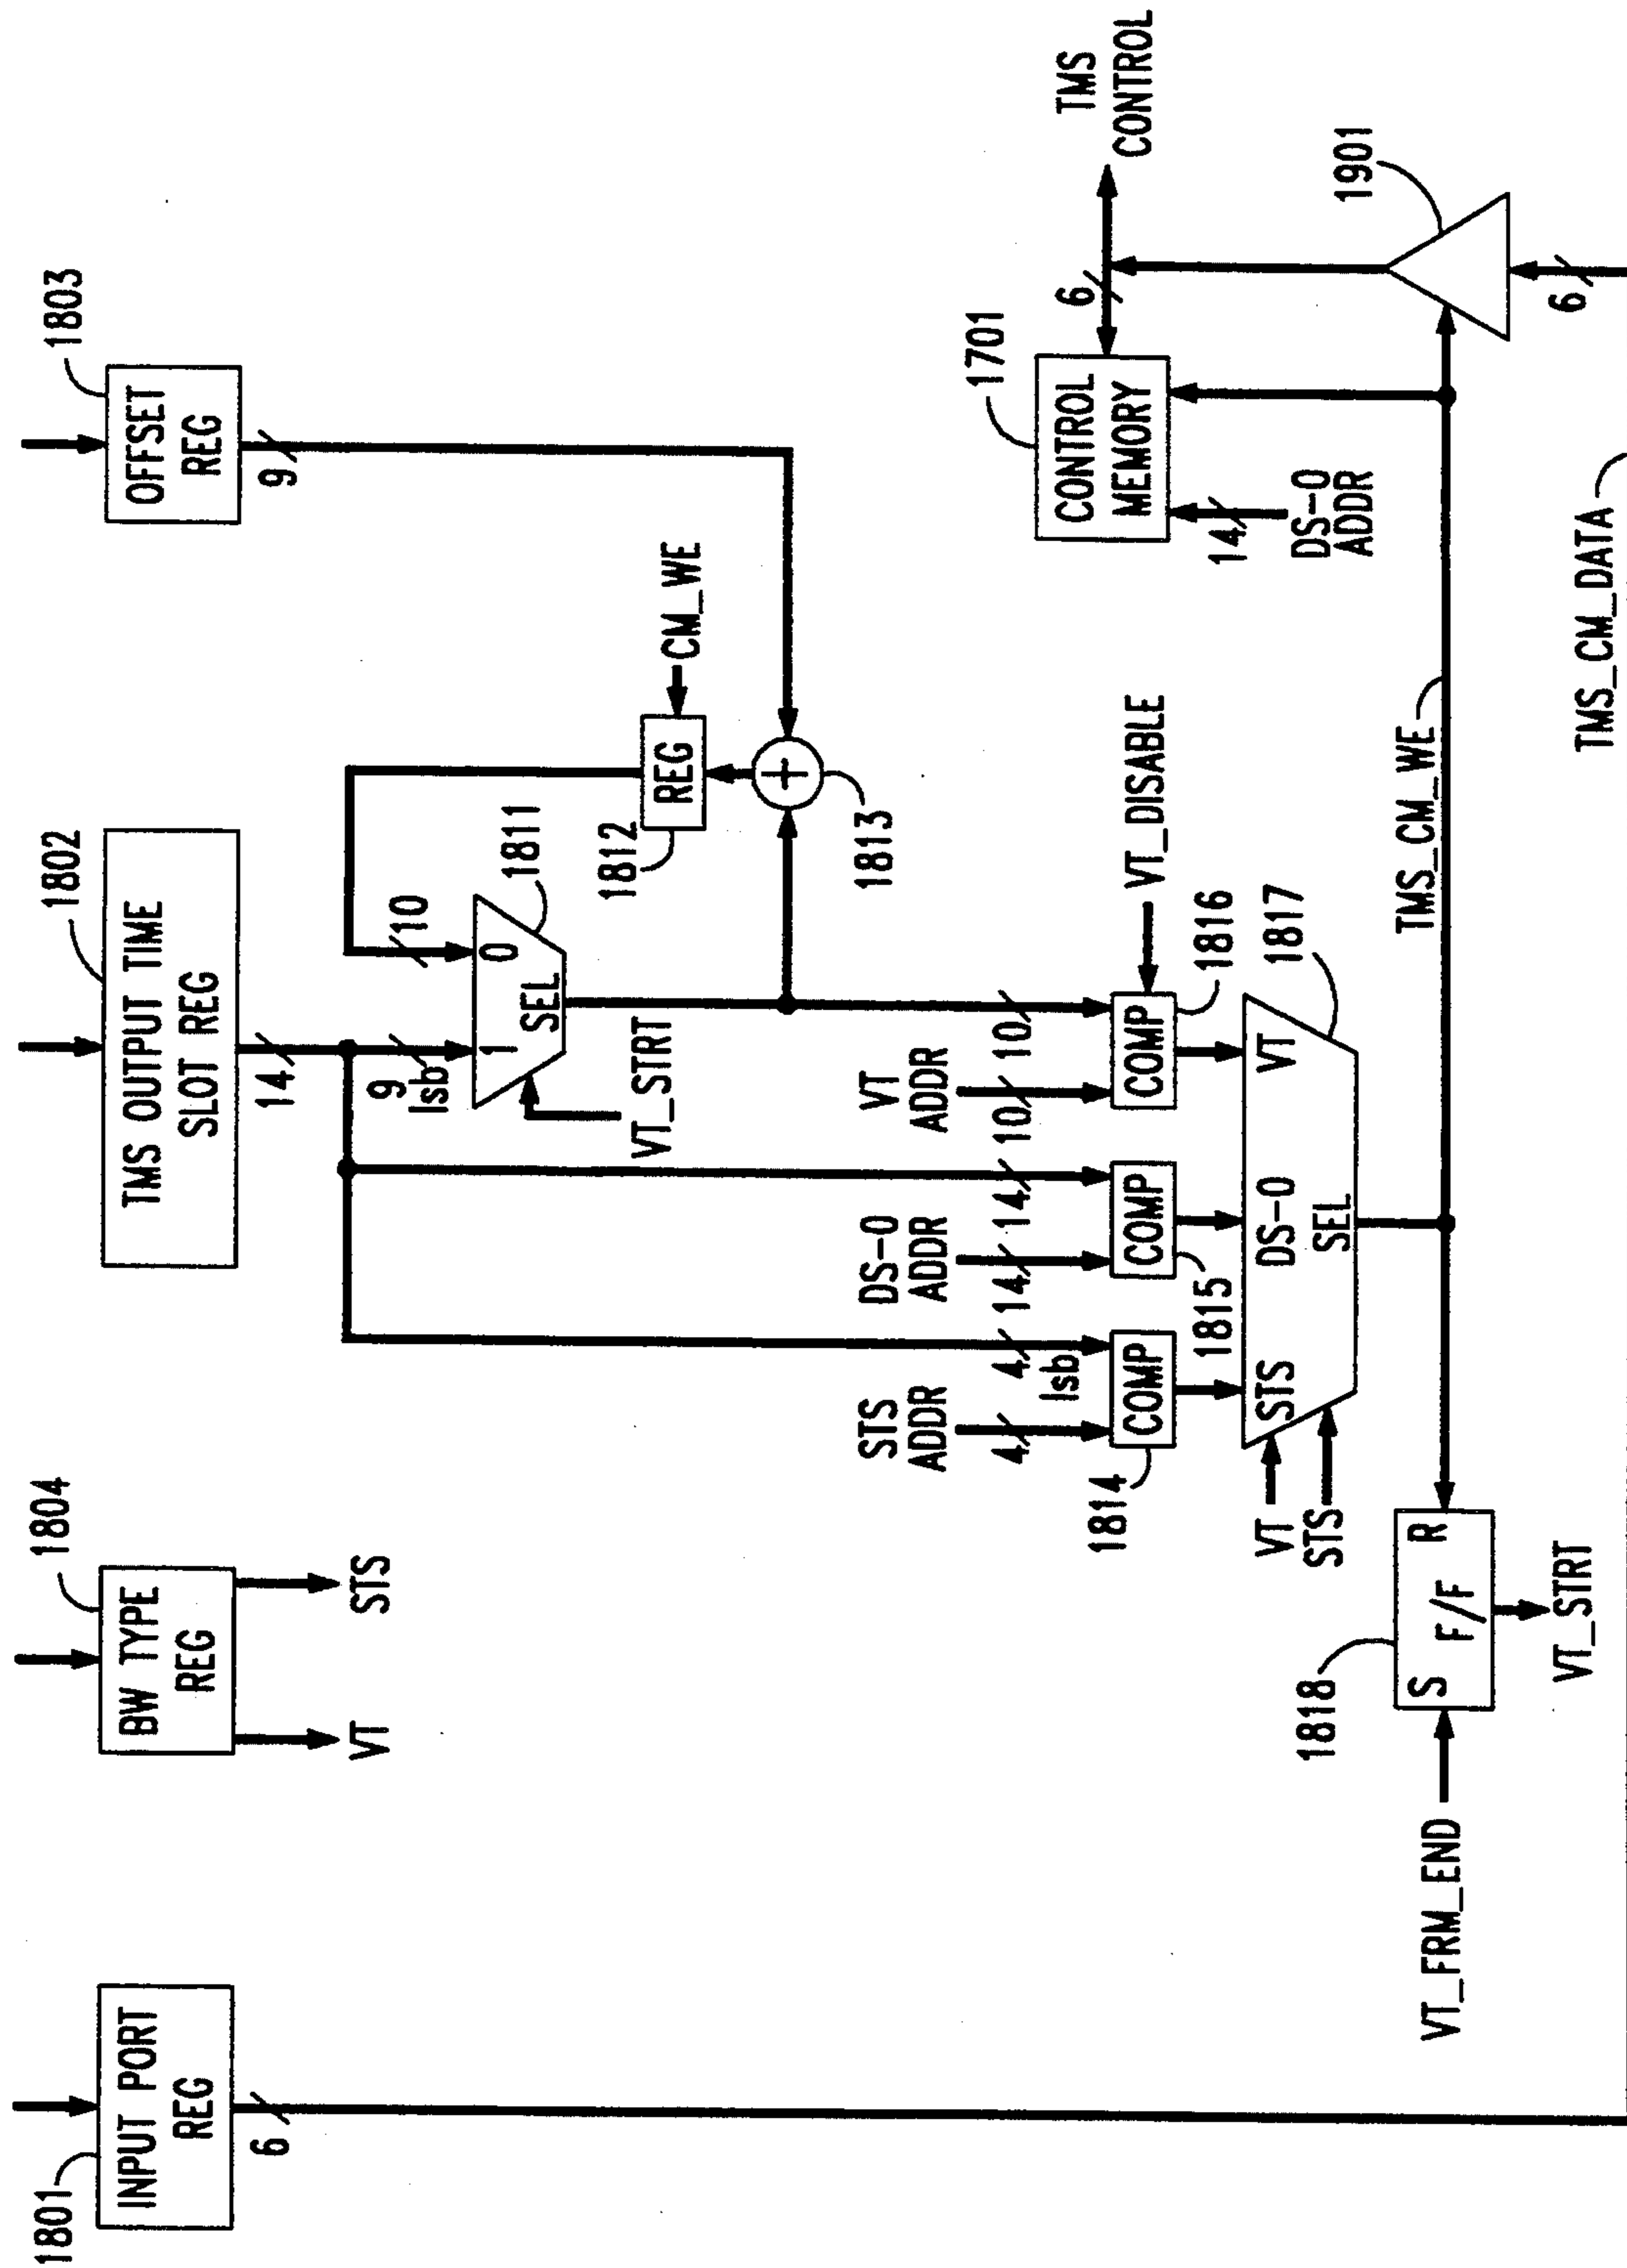 1801
INPUT PORT
REG
6
1804
BW TYPE
REG
VT
STS
1802
TMS OUTPUT TIME
SLOT REG
14
9
lsb
10
1
0
SEL
1811
VT_STRT
1803
OFFSET
REG
9
REG
1812
CM_WE
+
1813
STS
ADDR
4
4
lsb
COMP
1814
DS-0
ADDR
14
14
COMP
1815
VT
ADDR
10
10
COMP
1816
VT_DISABLE
STS
DS-0
VT
SEL
1817
VT
STS
VT_FRM_END
S
R
F/F
1818
VT_STRT
TMS_CM_WE
1701
CONTROL
MEMORY
14
DS-0
ADDR
6
TMS
CONTROL
1901
6
TMS_CM_DATA